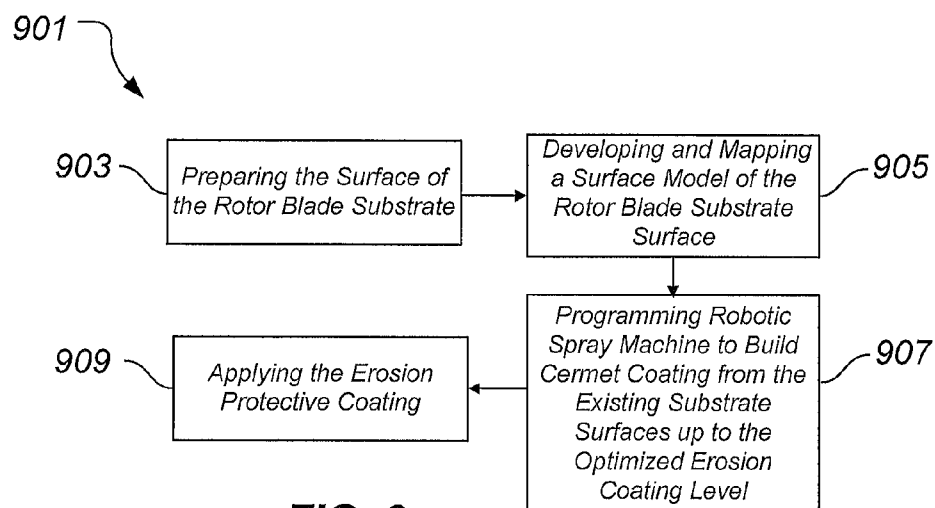 901
903
Preparing the Surface of
the Rotor Blade Substrate
Developing and Mapping
a Surface Model of the
Rotor Blade Substrate
Surface
905
909
Applying the Erosion
Protective Coating
Programming Robotic
Spray Machine to Build
Cermet Coating from the
Existing Substrate
Surfaces up to the
Optimized Erosion
Coating Level
907